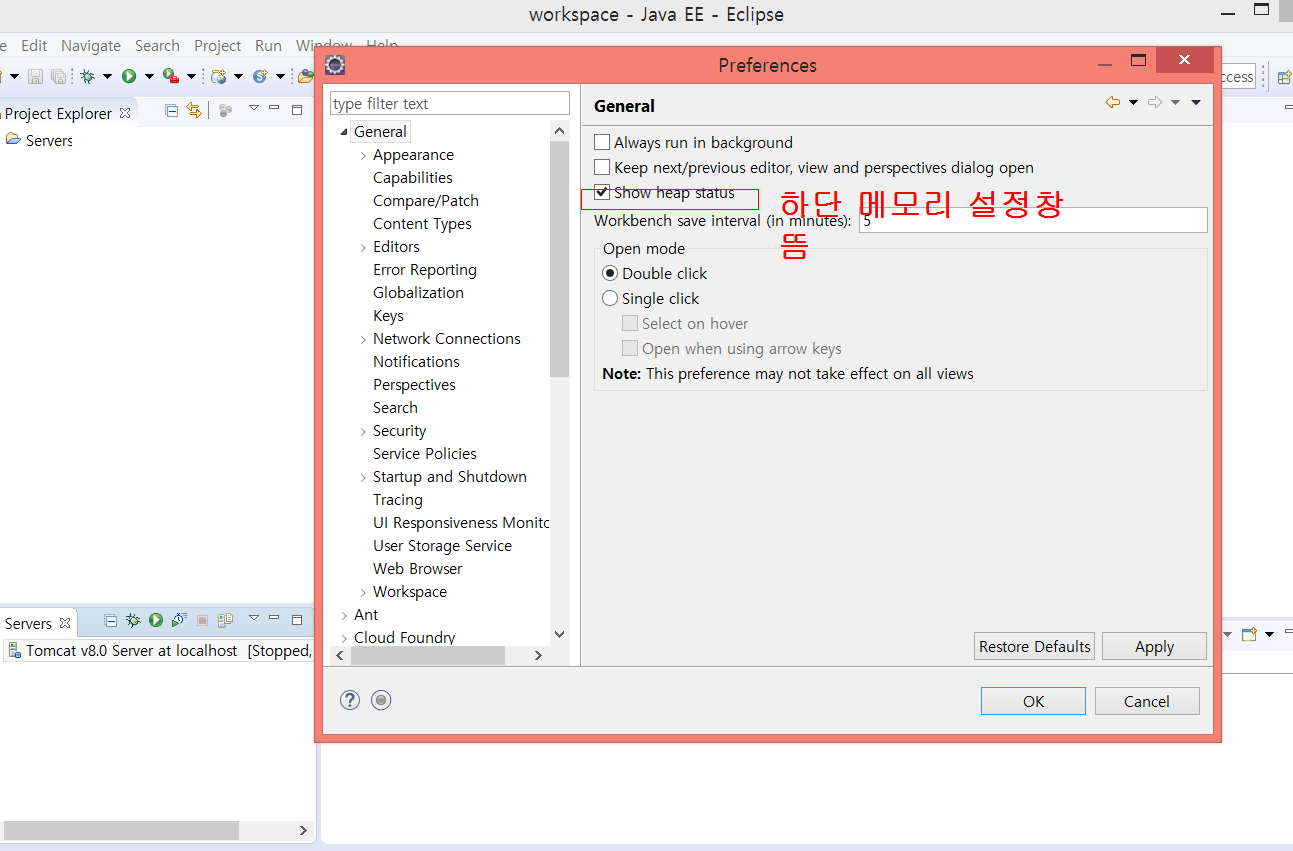 workspace - Java EE - Eclipse
Edit Navigate Search Project Run Window Help
Preferences
Project Explorer
Servers
type filter text
General
Appearance
Capabilities
Compare/Patch
Content Types
Editors
Error Reporting
Globalization
Keys
Network Connections
Notifications
Perspectives
Search
Security
Service Policies
Startup and Shutdown
Tracing
UI Responsiveness Monito
User Storage Service
Web Browser
Workspace
Ant
Cloud Foundry
General
Always run in background
Keep next/previous editor, view and perspectives dialog open
Show heap status
하단 메모리 설정창
뜸
Workbench save interval (in minutes): 5
Open mode
Double click
Single click
Select on hover
Open when using arrow keys
Note: This preference may not take effect on all views
Restore Defaults Apply
OK Cancel
Servers
Tomcat v8.0 Server at localhost [Stopped,